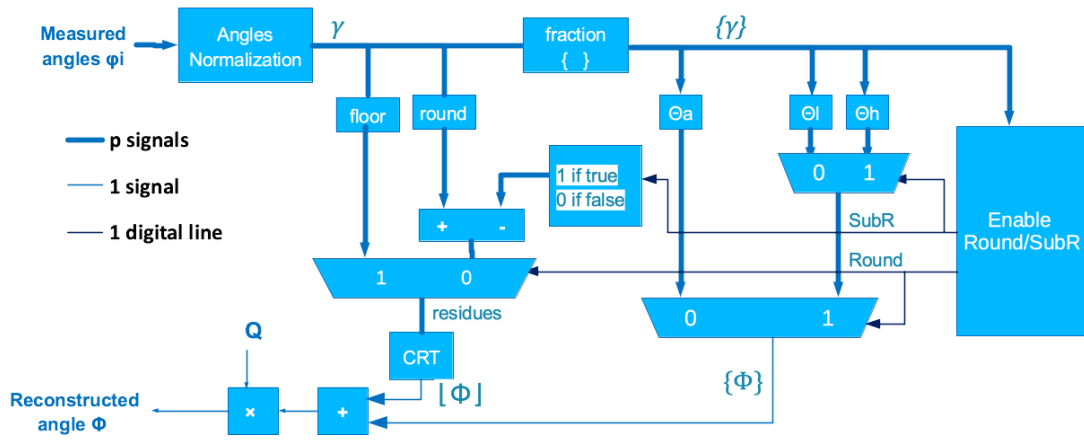 Measured
angles φi
Angles
Normalization
γ
fraction
{ }
{γ}
floor
round
Θa
Θl
Θh
p signals
1 signal
1 digital line
1 if true
0 if false
0 1
+ -
SubR
Enable
Round/SubR
Round
1 0
residues
0 1
Q
CRT
⌊Φ⌋
{Φ}
Reconstructed
angle Φ
×
+